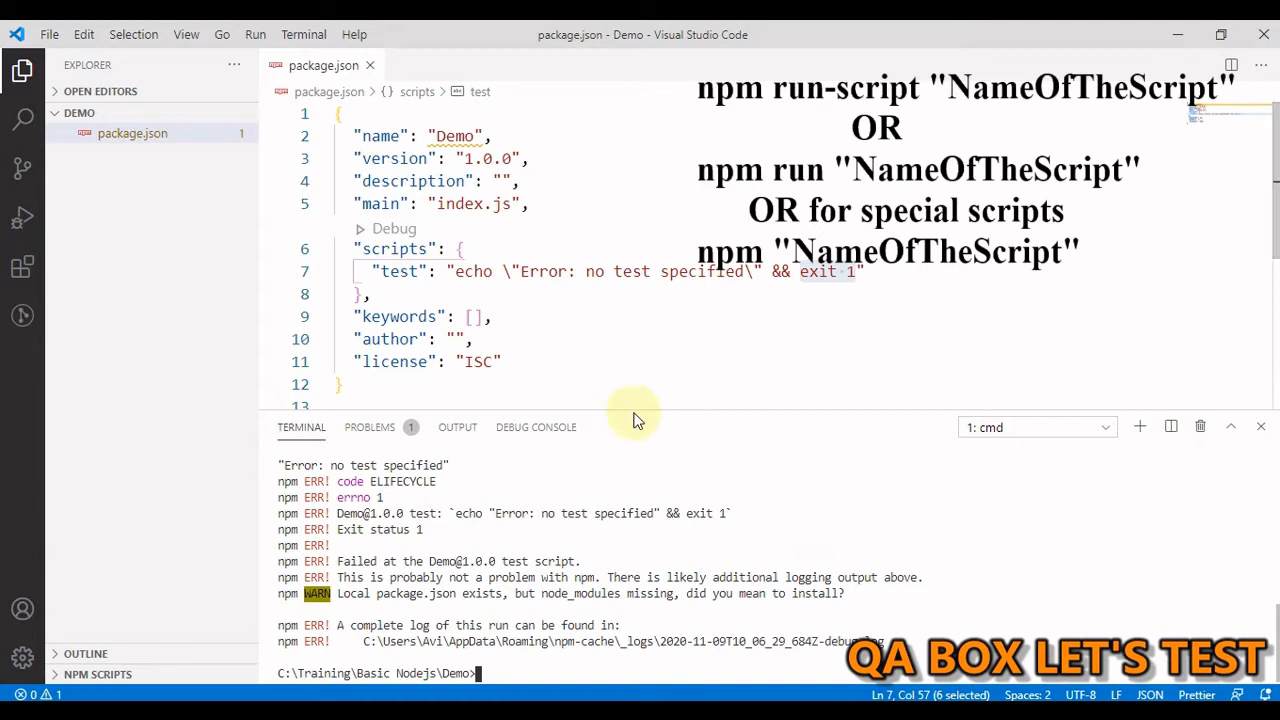 File Edit Selection View Go Run Terminal Help
package.json - Demo - Visual Studio Code
EXPLORER ···
OPEN EDITORS
DEMO
package.json 1
OUTLINE
NPM SCRIPTS
package.json
package.json > {} scripts > test
npm run-script "NameOfTheScript"
OR
npm run "NameOfTheScript"
OR for special scripts
npm "NameOfTheScript"
1 {
2 "name": "Demo",
3 "version": "1.0.0",
4 "description": "",
5 "main": "index.js",
Debug
6 "scripts": {
7 "test": "echo \"Error: no test specified\" && exit 1"
8 },
9 "keywords": [],
10 "author": "",
11 "license": "ISC"
12 }
13
TERMINAL PROBLEMS 1 OUTPUT DEBUG CONSOLE 1: cmd
"Error: no test specified"
npm ERR! code ELIFECYCLE
npm ERR! errno 1
npm ERR! Demo@1.0.0 test: `echo "Error: no test specified" && exit 1`
npm ERR! Exit status 1
npm ERR!
npm ERR! Failed at the Demo@1.0.0 test script.
npm ERR! This is probably not a problem with npm. There is likely additional logging output above.
npm WARN Local package.json exists, but node_modules missing, did you mean to install?
npm ERR! A complete log of this run can be found in:
npm ERR! C:\Users\Avi\AppData\Roaming\npm-cache\_logs\2020-11-09T10_06_29_684Z-debug.log
C:\Training\Basic Nodejs\Demo>
QA BOX LET'S TEST
0 1 Ln 7, Col 57 (6 selected) Spaces: 2 UTF-8 LF JSON Prettier